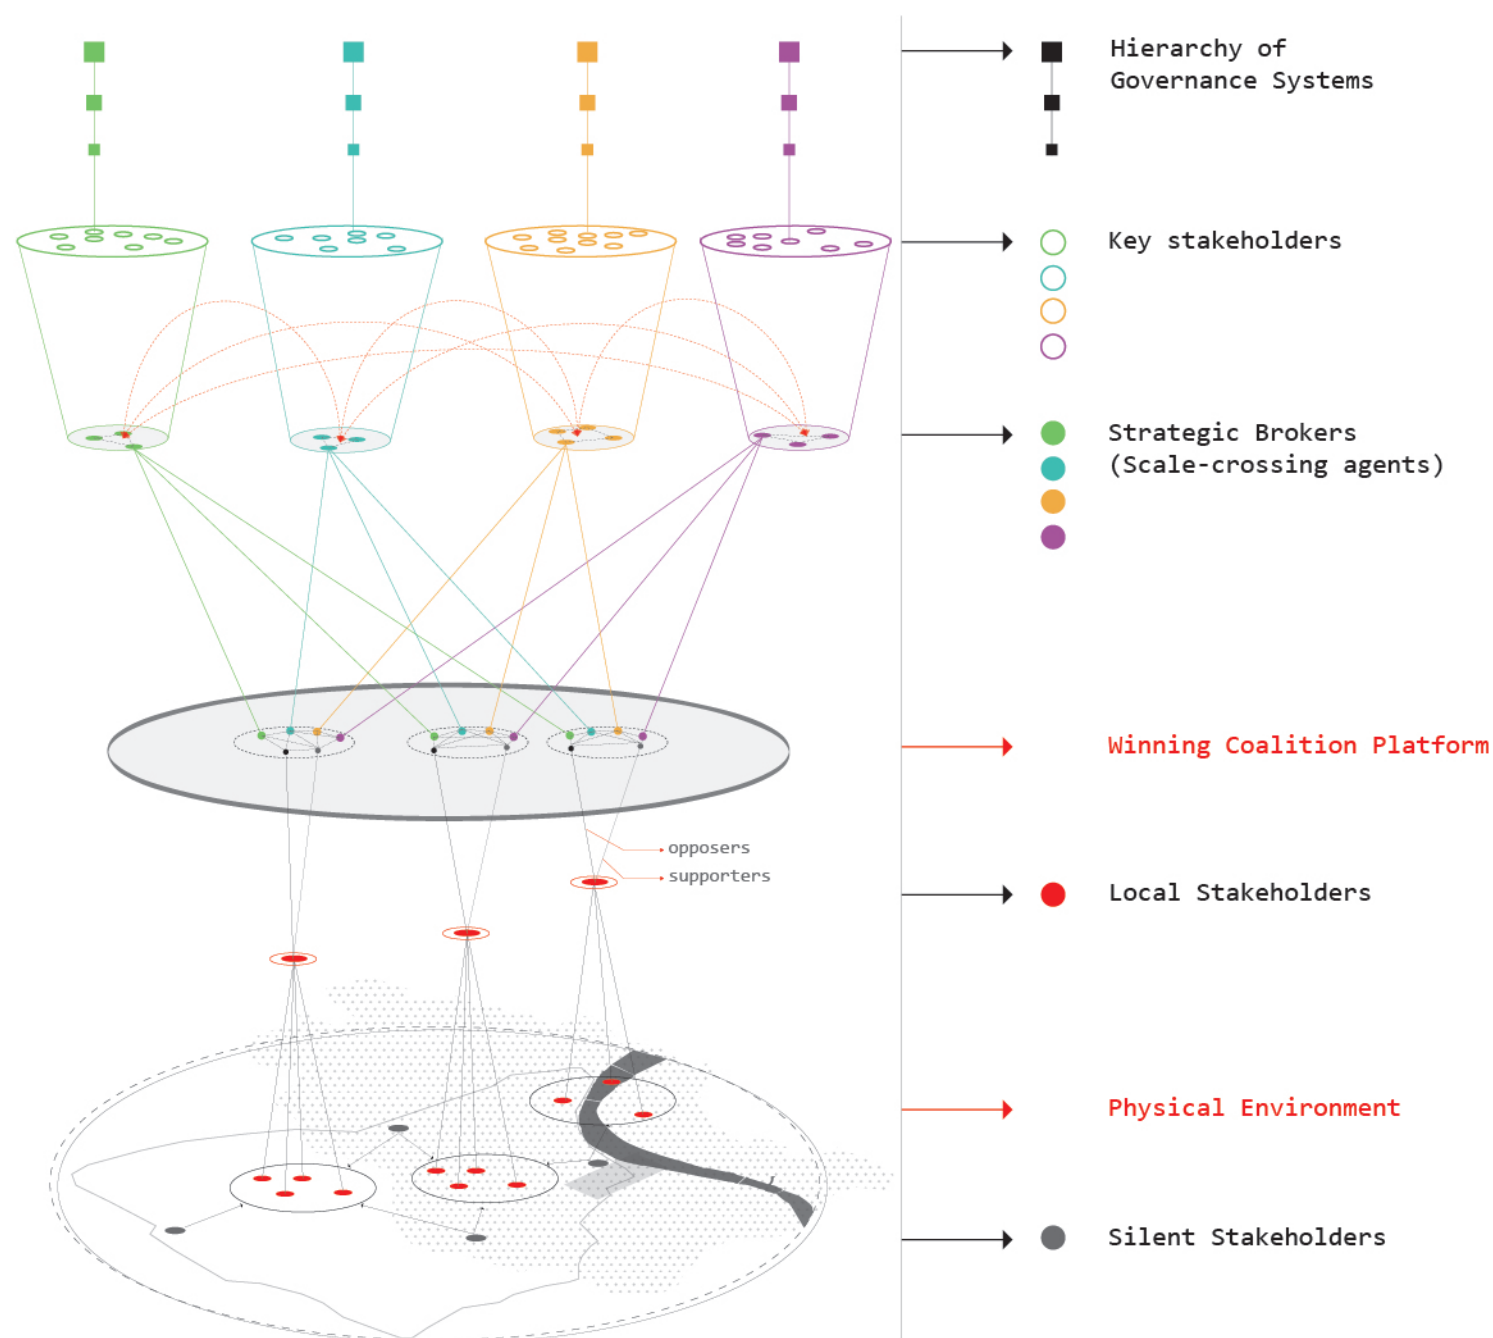 Hierarchy of
Governance Systems
Key stakeholders
Strategic Brokers
(Scale-crossing agents)
Winning Coalition Platform
opposers
supporters
Local Stakeholders
Physical Environment
Silent Stakeholders